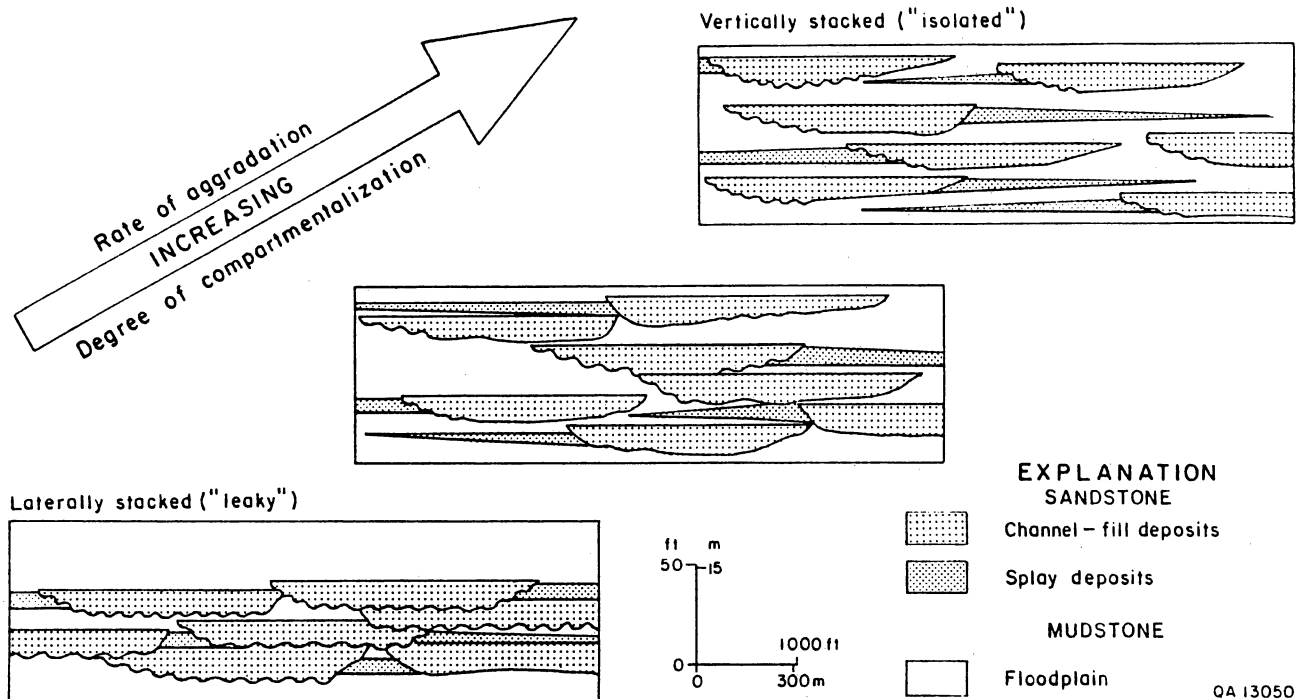 Vertically stacked ("isolated")
Rate of aggradation
INCREASING
Degree of compartmentalization
Laterally stacked ("leaky")
ft m
50 15
1000 ft
0
0 300m
EXPLANATION
SANDSTONE
Channel-fill deposits
Splay deposits
MUDSTONE
Floodplain
QA 13050